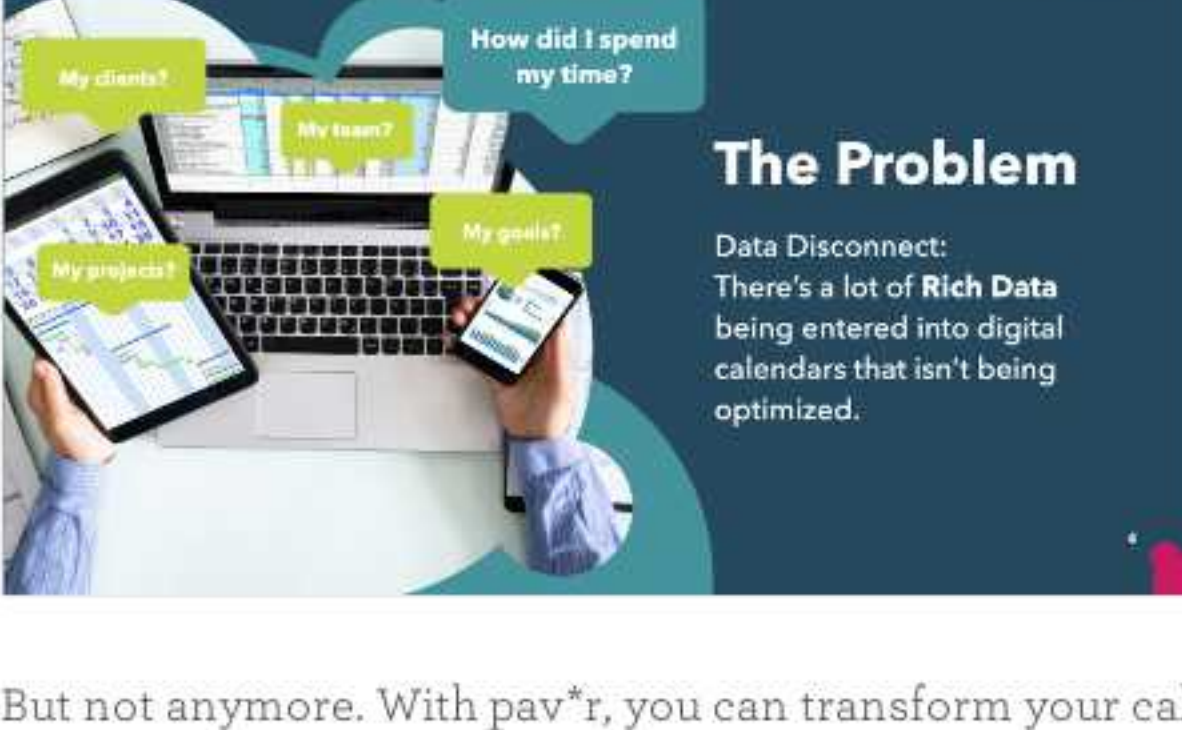 How did I spend
my time?
My clients?
My team?
My goals?
My projects?
The Problem
Data Disconnect:
There's a lot of Rich Data
being entered into digital
calendars that isn't being
optimized.
But not anymore. With pav*r, you can transform your